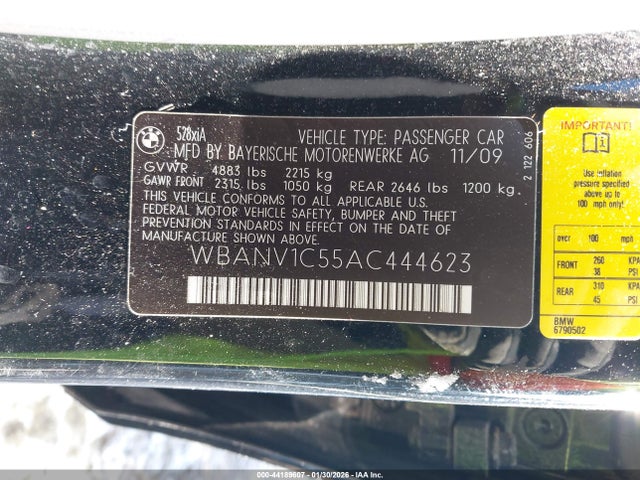 BMW
528xiA
VEHICLE TYPE: PASSENGER CAR
MFD BY BAYERISCHE MOTORENWERKE AG 11/09
GVWR 4883 lbs 2215 kg
GAWR FRONT 2315 lbs 1050 kg REAR 2646 lbs 1200 kg
THIS VEHICLE CONFORMS TO ALL APPLICABLE U.S.
FEDERAL MOTOR VEHICLE SAFETY, BUMPER AND THEFT
PREVENTION STANDARDS IN EFFECT ON THE DATE OF
MANUFACTURE SHOWN ABOVE.
WBANV1C55AC444623
2 122 606
IMPORTANT!
Use inflation
pressure specified
above up to
100 mph only!
over 100 mph
FRONT 260 KPA
38 PSI
REAR 310 KPA
45 PSI
BMW
6790502
000-44189607 - 01/30/2026 - IAAI.com